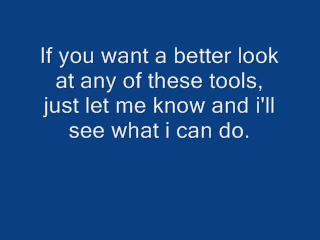 If you want a better look
at any of these tools,
just let me know and i'll
see what i can do.